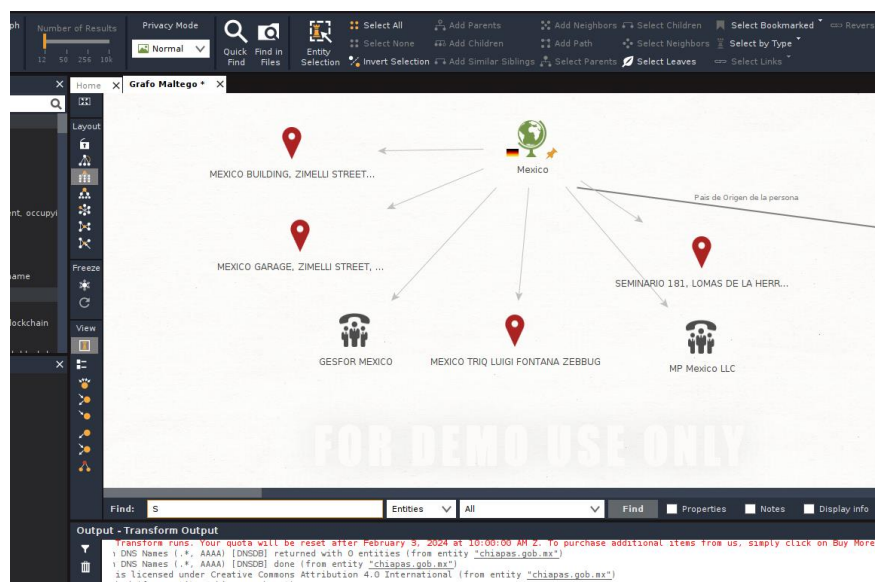 ph
Number of Results
12 50 256 10k
Privacy Mode
Normal
Quick Find
Find in Files
Entity Selection
Select All
Select None
Invert Selection
Add Parents
Add Children
Add Similar Siblings
Add Neighbors
Add Path
Select Parents
Select Children
Select Neighbors
Select Leaves
Select Bookmarked
Select by Type
Select Links
Revers
Home
Grafo Maltego *
Layout
Freeze
View
ent, occupyi
name
lockchain
Mexico
MEXICO BUILDING, ZIMELLI STREET...
Pais de Origen de la persona
MEXICO GARAGE, ZIMELLI STREET, ...
SEMINARIO 181, LOMAS DE LA HERR...
GESFOR MEXICO
MEXICO TRIQ LUIGI FONTANA ZEBBUG
MP Mexico LLC
FOR DEMO USE ONLY
Find: S Entities All Find Properties Notes Display info
Output - Transform Output
Transform runs. Your quota will be reset after February 3, 2024 at 10:00:00 AM Z. To purchase additional items from us, simply click on Buy More
DNS Names (.*, AAAA) [DNSDB] returned with 0 entities (from entity "chiapas.gob.mx")
DNS Names (.*, AAAA) [DNSDB] done (from entity "chiapas.gob.mx")
is licensed under Creative Commons Attribution 4.0 International (from entity "chiapas.gob.mx")